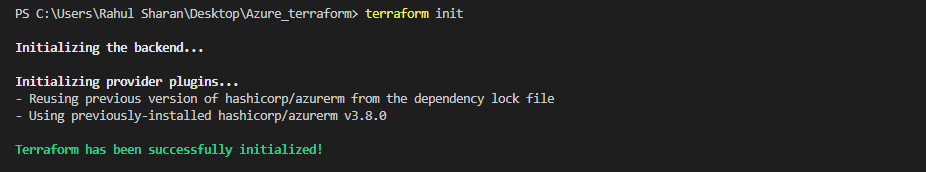 PS C:\Users\Rahul Sharan\Desktop\Azure_terraform> terraform init
Initializing the backend...
Initializing provider plugins...
- Reusing previous version of hashicorp/azurerm from the dependency lock file
- Using previously-installed hashicorp/azurerm v3.8.0
Terraform has been successfully initialized!